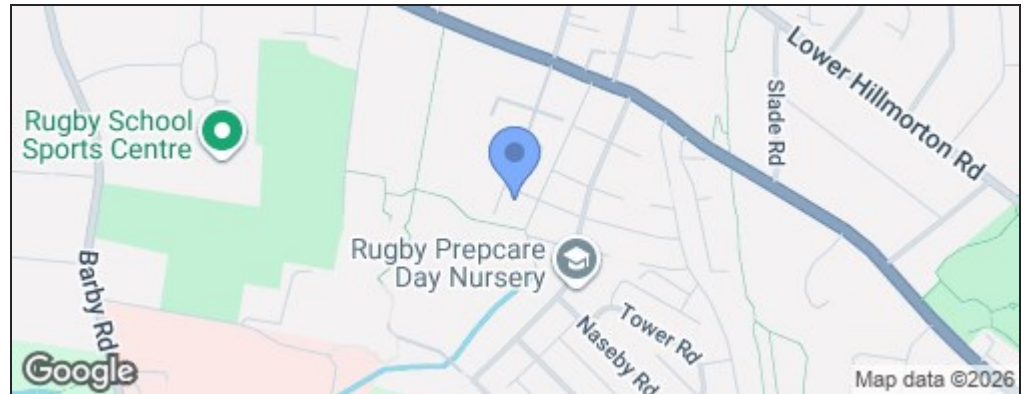 Lower Hillmorton Rd
Slade Rd
Rugby School
Sports Centre
Rugby Prepcare
Day Nursery
Barby Rd
Tower Rd
Naseby Rd
Google
Map data ©2026